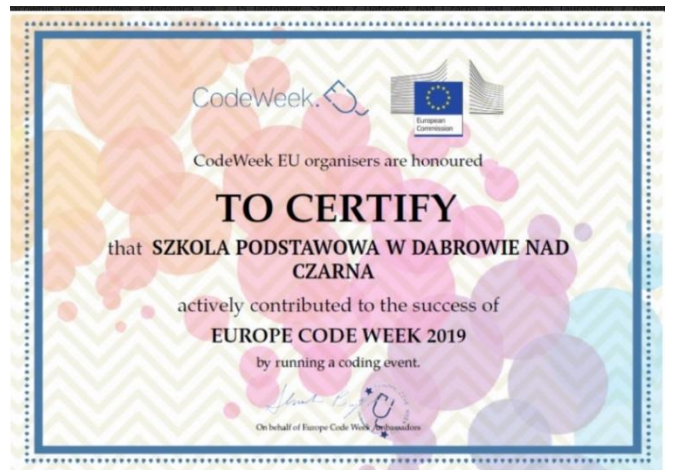 CodeWeek.EU
European
Commission
CodeWeek EU organisers are honoured
TO CERTIFY
that SZKOLA PODSTAWOWA W DABROWIE NAD
CZARNA
actively contributed to the success of
EUROPE CODE WEEK 2019
by running a coding event.
On behalf of Europe Code Week Ambassadors